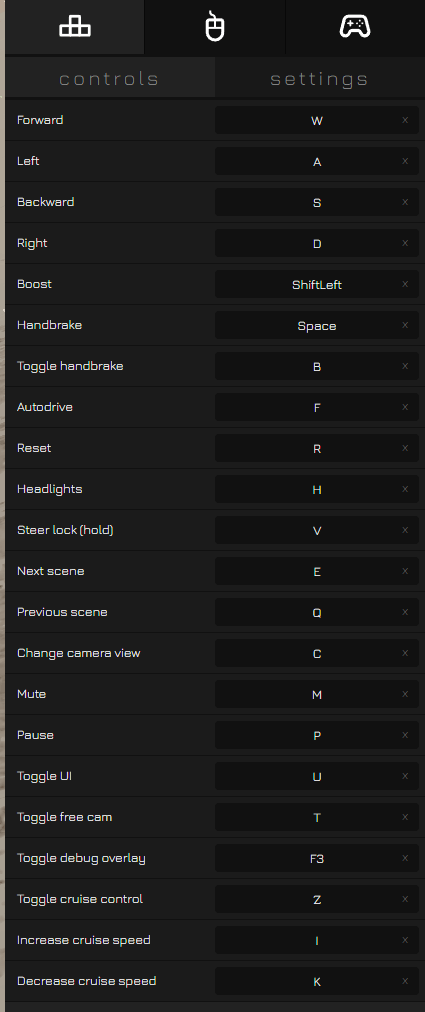 controls settings
Forward W x
Left A x
Backward S x
Right D x
Boost ShiftLeft x
Handbrake Space x
Toggle handbrake B x
Autodrive F x
Reset R x
Headlights H x
Steer lock (hold) V x
Next scene E x
Previous scene Q x
Change camera view C x
Mute M x
Pause P x
Toggle UI U x
Toggle free cam T x
Toggle debug overlay F3 x
Toggle cruise control Z x
Increase cruise speed I x
Decrease cruise speed K x